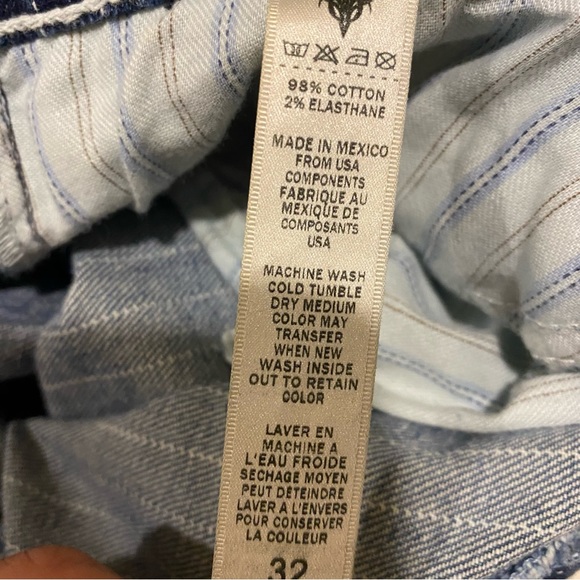 98% COTTON
2% ELASTHANE
MADE IN MEXICO
FROM USA
COMPONENTS
FABRIQUE AU
MEXIQUE DE
COMPOSANTS
USA
MACHINE WASH
COLD TUMBLE
DRY MEDIUM
COLOR MAY
TRANSFER
WHEN NEW
WASH INSIDE
OUT TO RETAIN
COLOR
LAVER EN
MACHINE A
L'EAU FROIDE
SECHAGE MOYEN
PEUT DÉTEINDRE
LAVER A L'ENVERS
POUR CONSERVER
LA COULEUR
32